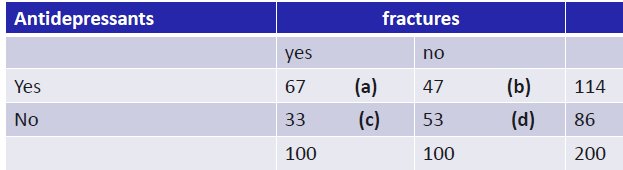 Antidepressants fractures
yes no
Yes 67 (a) 47 (b) 114
No 33 (c) 53 (d) 86
100 100 200